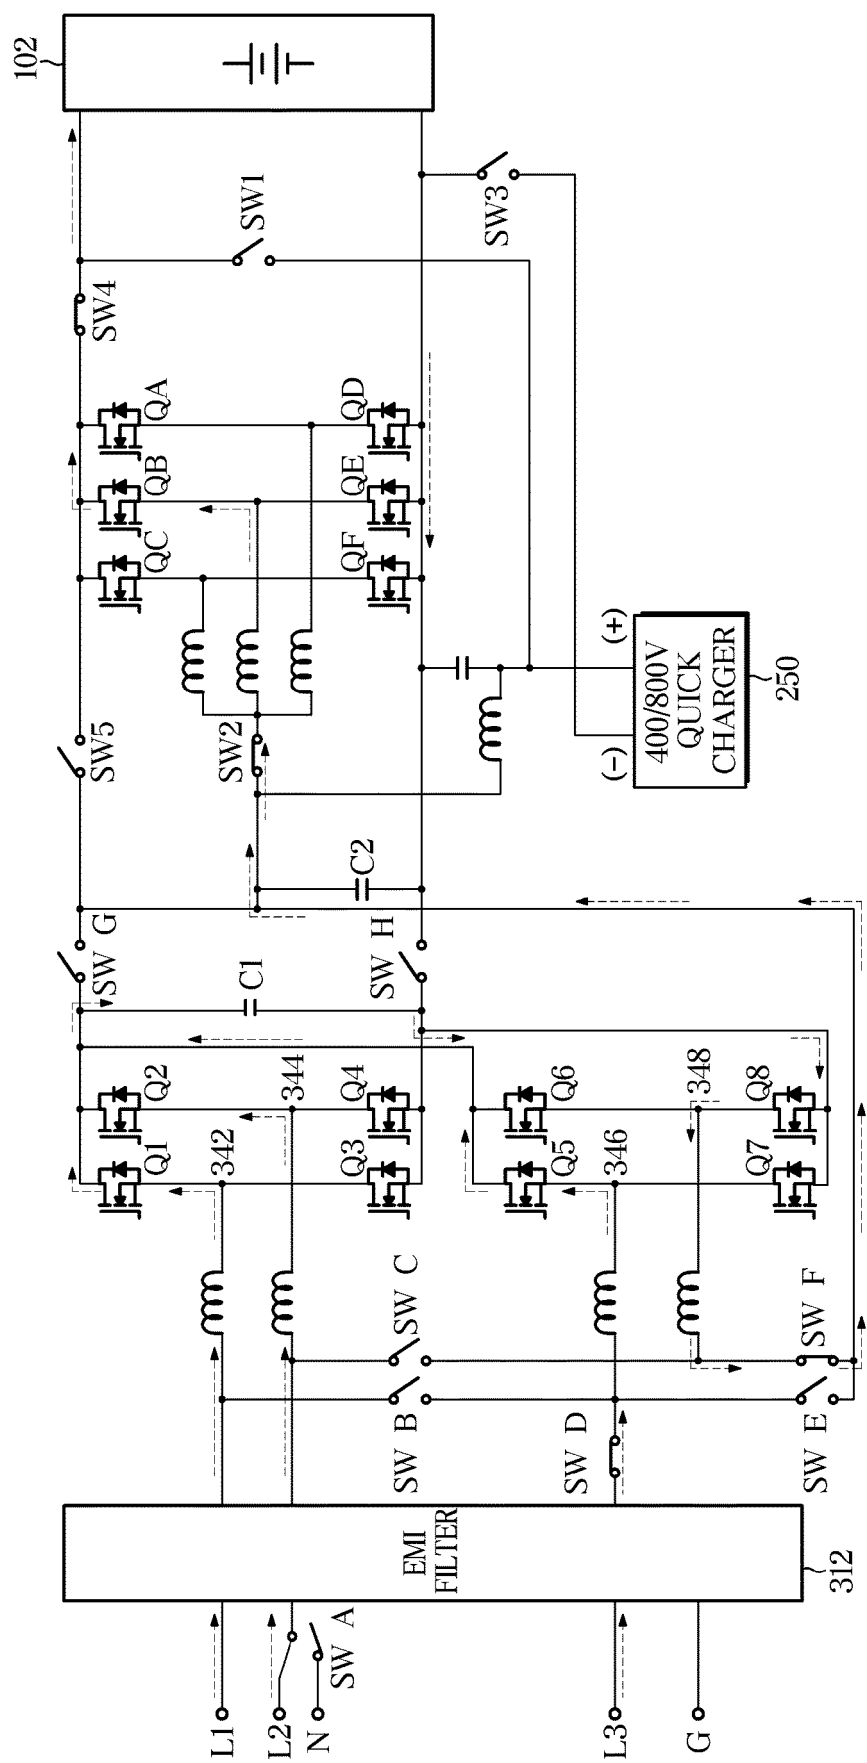 102
SW1
SW4
SW3
QA
QD
QB
QE
QC
QF
SW5
SW2
(+)
(-)
400/800V
QUICK
CHARGER
250
C2
SW G
SW H
C1
Q2
344
Q4
Q6
348
Q8
Q1
342
Q3
Q5
346
Q7
SW C
SW F
SW B
SW D
SW E
EMI
FILTER
312
SW A
L1
L2
N
L3
G